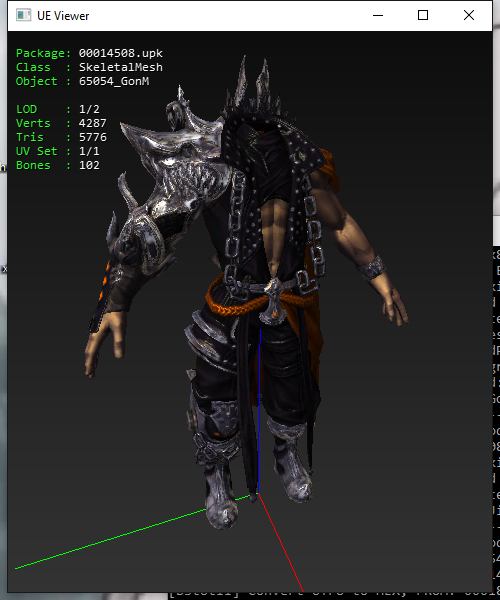 UE Viewer
Package: 00014508.upk
Class : SkeletalMesh
Object : 65054_GonM
LOD : 1/2
Verts : 4287
Tris : 5776
UV Set : 1/1
Bones : 102